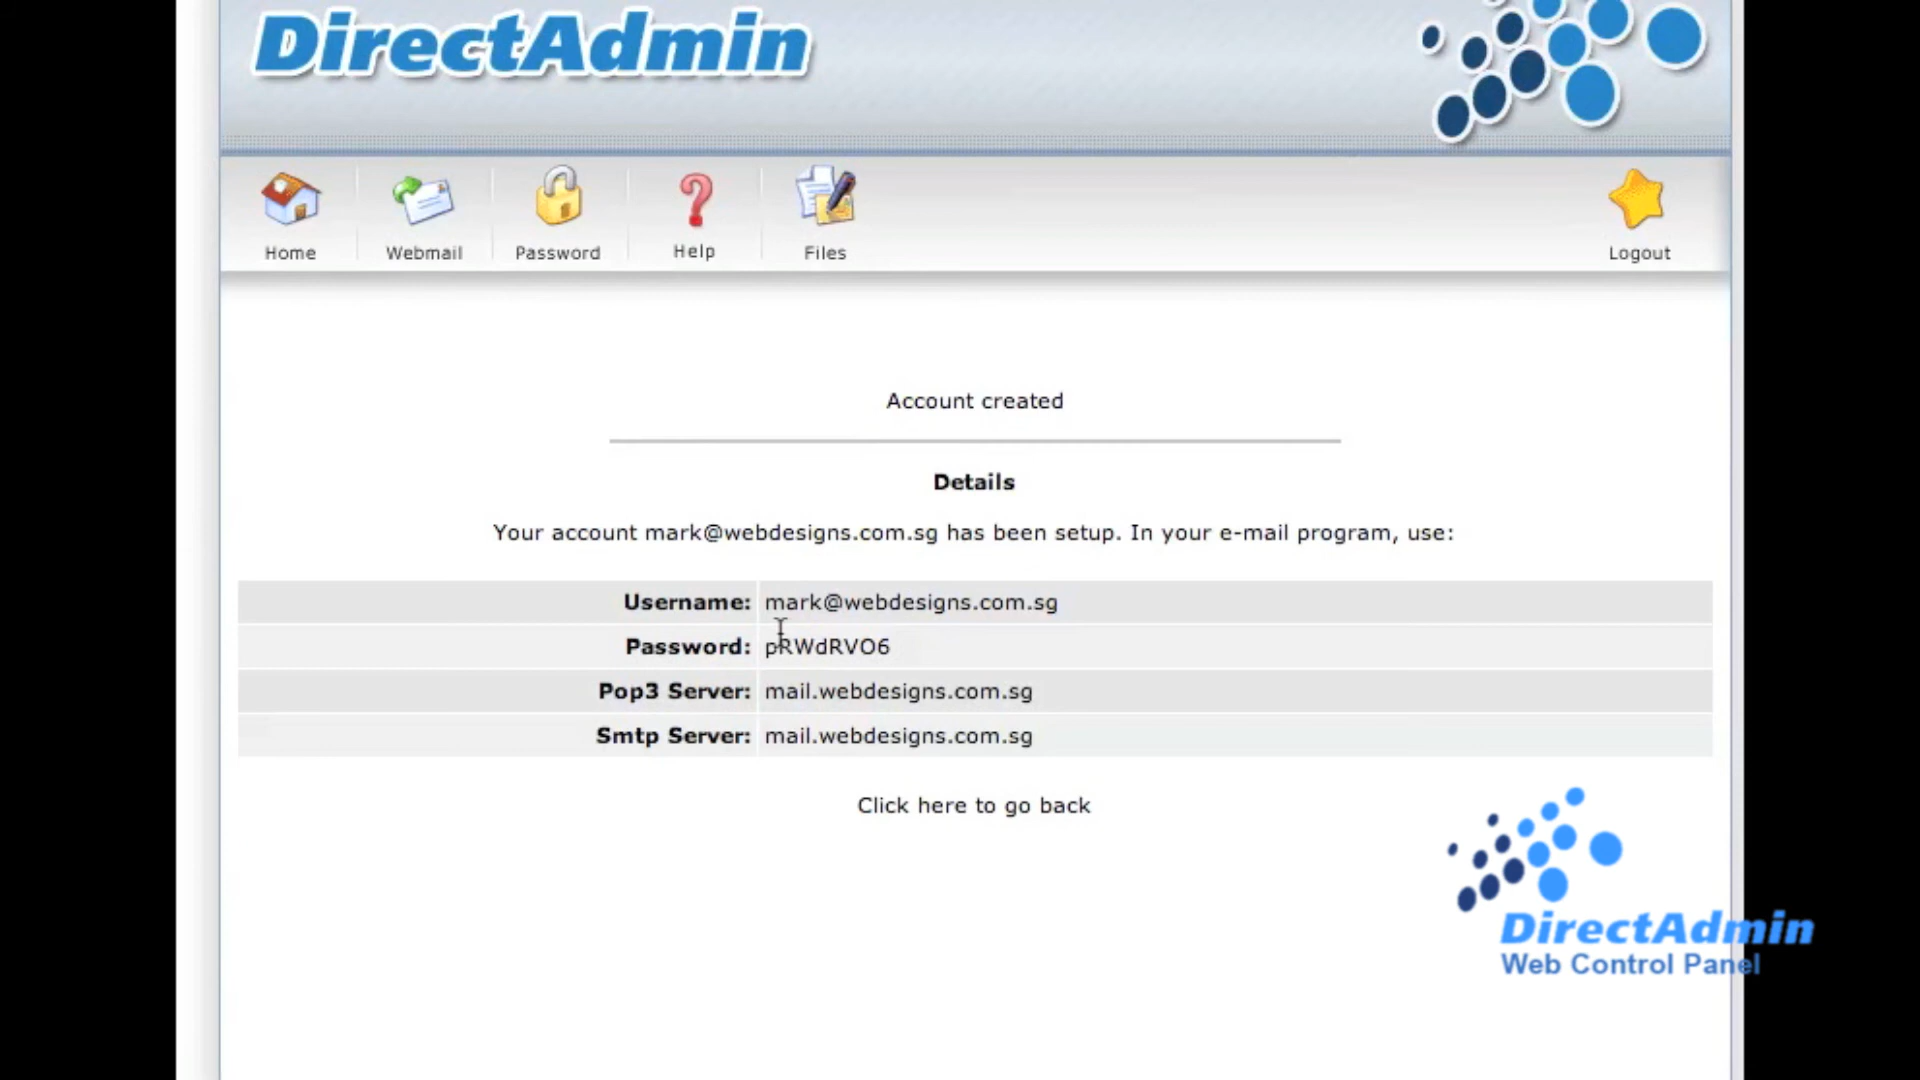 DirectAdmin
Home Webmail Password Help Files Logout
Account created
Details
Your account mark@webdesigns.com.sg has been setup. In your e-mail program, use:
Username: mark@webdesigns.com.sg
Password: pRWdRVO6
Pop3 Server: mail.webdesigns.com.sg
Smtp Server: mail.webdesigns.com.sg
Click here to go back
DirectAdmin
Web Control Panel